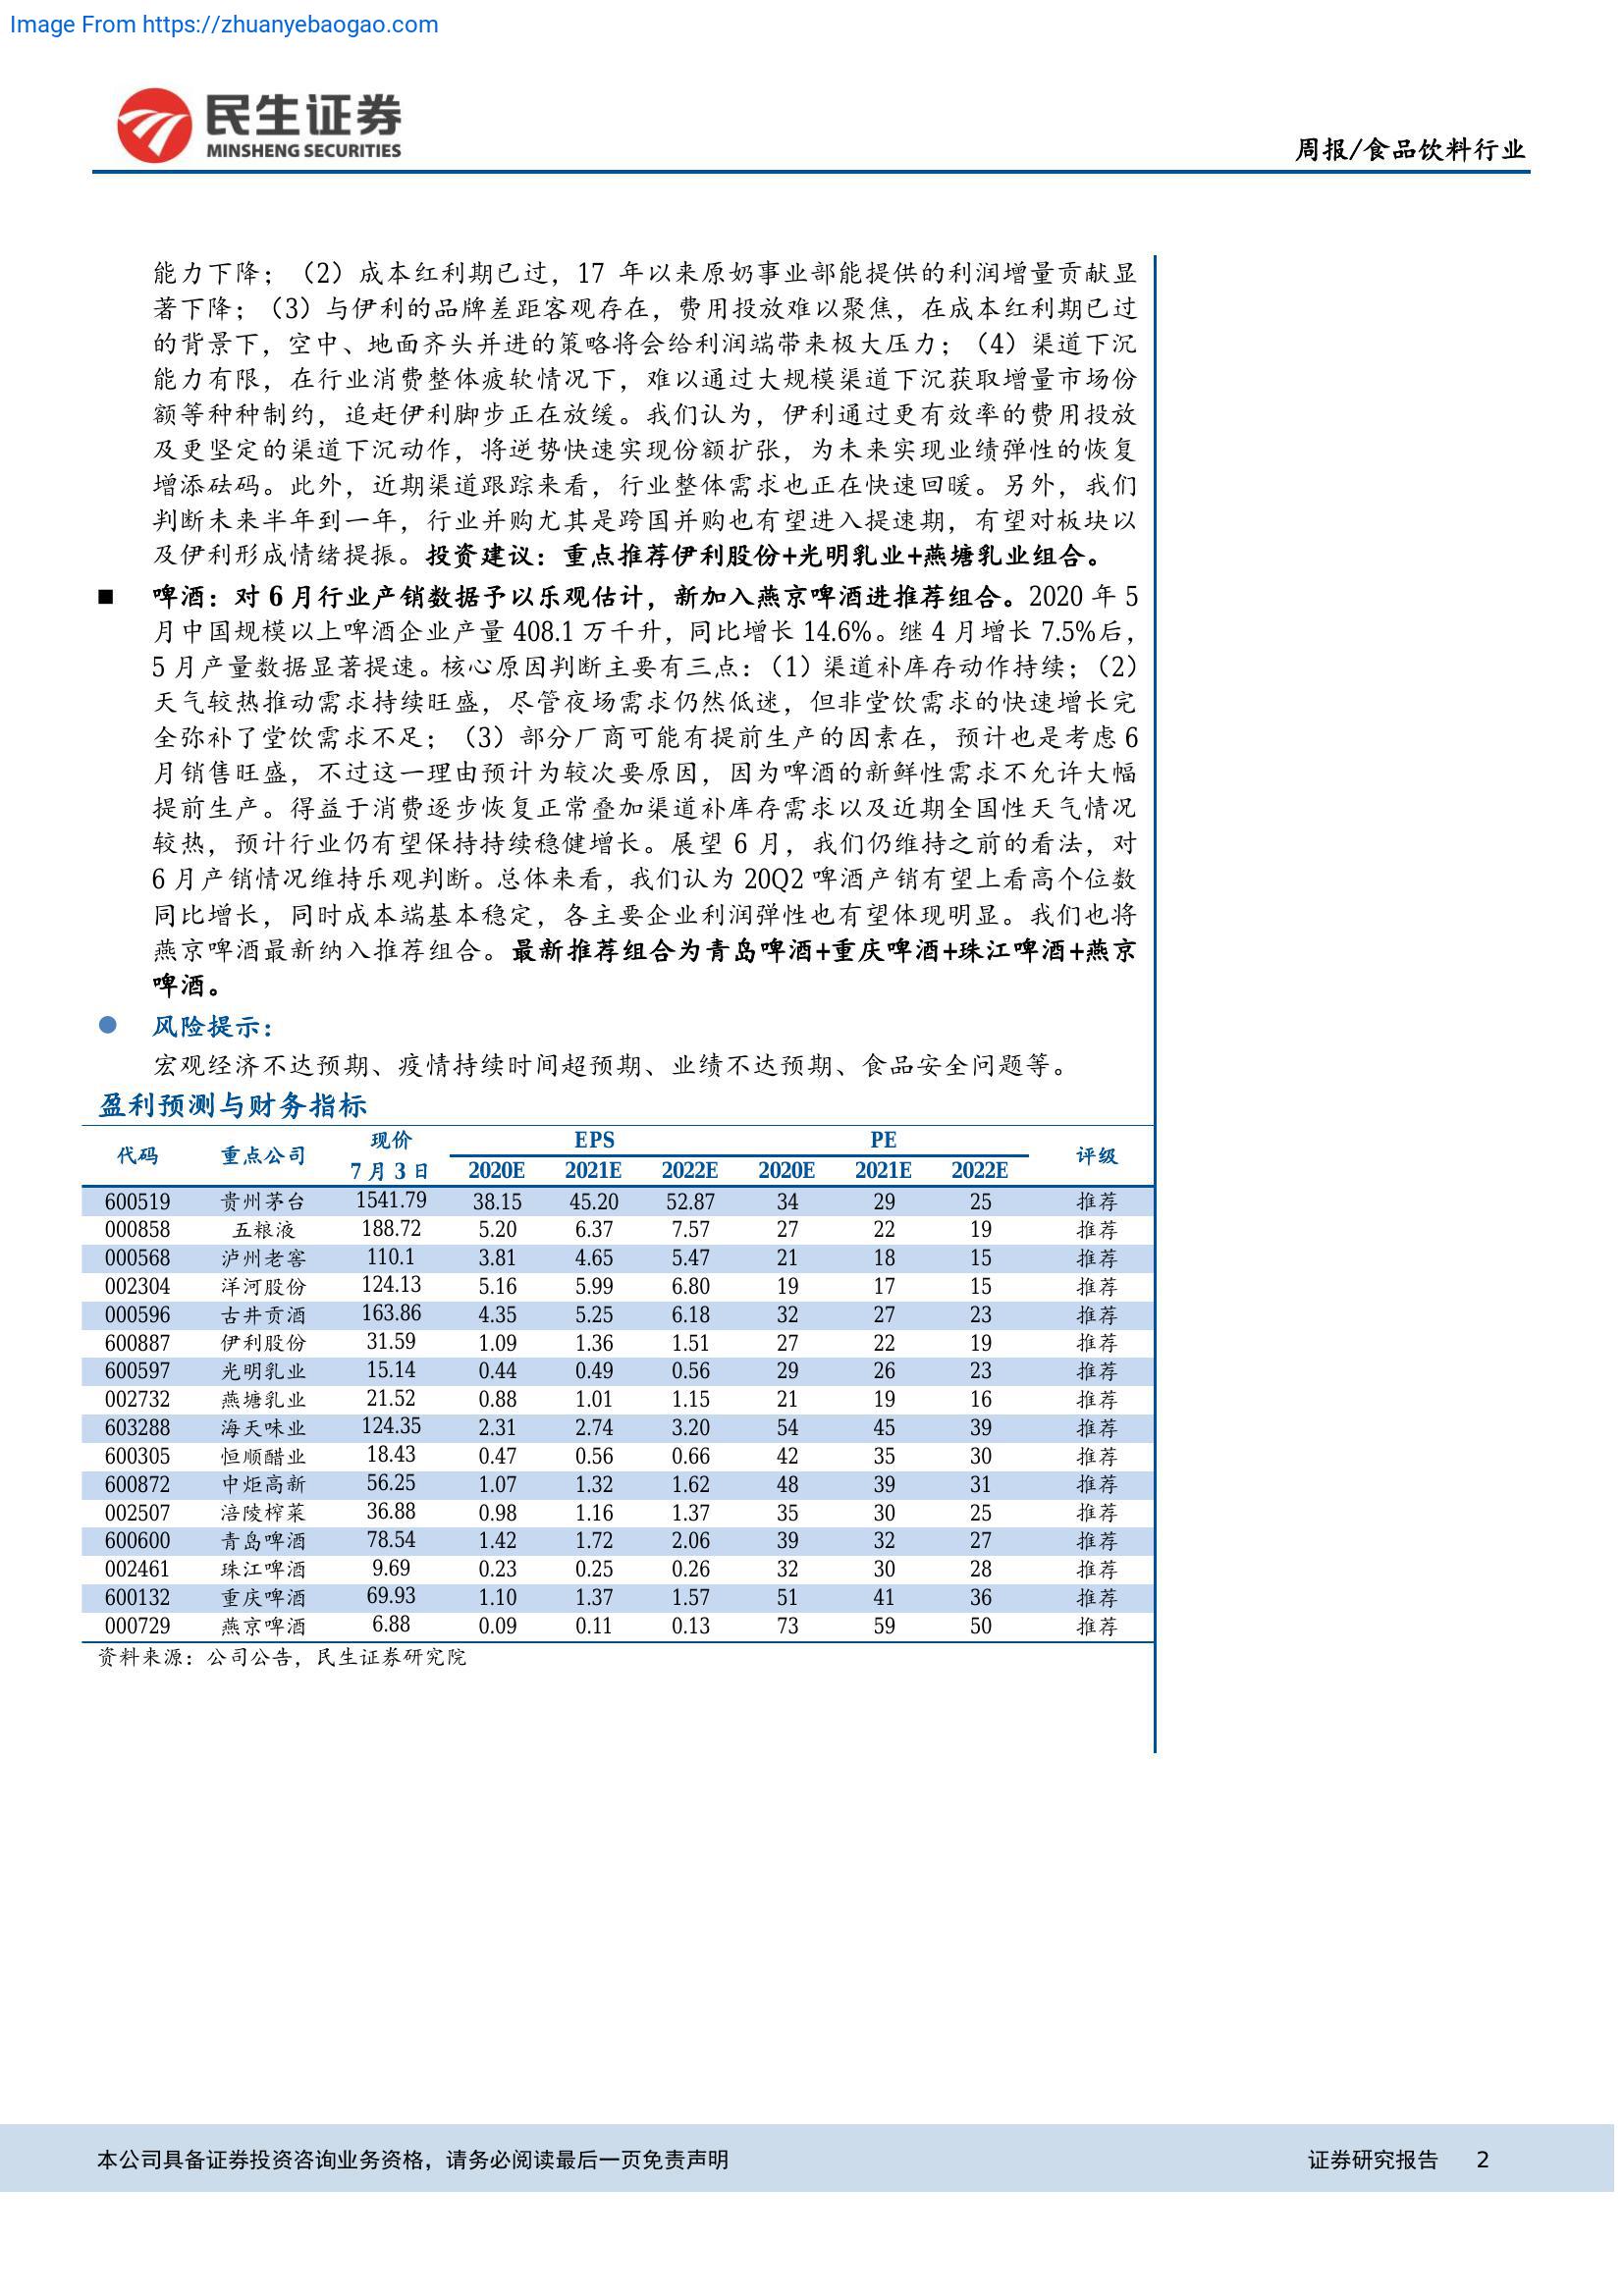 Image From https://zhuanyebaogao.com
民生证券
MINSHENG SECURITIES
周报/食品饮料行业
能力下降；（2）成本红利期已过，17 年以来原奶事业部能提供的利润增量贡献显
著下降；（3）与伊利的品牌差距客观存在，费用投放难以聚焦，在成本红利期已过
的背景下，空中、地面齐头并进的策略将会给利润端带来极大压力；（4）渠道下沉
能力有限，在行业消费整体疲软情况下，难以通过大规模渠道下沉获取增量市场份
额等种种制约，追赶伊利脚步正在放缓。我们认为，伊利通过更有效率的费用投放
及更坚定的渠道下沉动作，将逆势快速实现份额扩张，为未来实现业绩弹性的恢复
增添砝码。此外，近期渠道跟踪来看，行业整体需求也正在快速回暖。另外，我们
判断未来半年到一年，行业并购尤其是跨国并购也有望进入提速期，有望对板块以
及伊利形成情绪提振。投资建议：重点推荐伊利股份+光明乳业+燕塘乳业组合。
■ 啤酒：对 6 月行业产销数据予以乐观估计，新加入燕京啤酒进推荐组合。2020 年 5
月中国规模以上啤酒企业产量 408.1 万千升，同比增长 14.6%。继 4 月增长 7.5%后，
5 月产量数据显著提速。核心原因判断主要有三点：（1）渠道补库存动作持续；（2）
天气较热推动需求持续旺盛，尽管夜场需求仍然低迷，但非堂饮需求的快速增长完
全弥补了堂饮需求不足；（3）部分厂商可能有提前生产的因素在，预计也是考虑 6
月销售旺盛，不过这一理由预计为较次要原因，因为啤酒的新鲜性需求不允许大幅
提前生产。得益于消费逐步恢复正常叠加渠道补库存需求以及近期全国性天气情况
较热，预计行业仍有望保持持续稳健增长。展望 6 月，我们仍维持之前的看法，对
6 月产销情况维持乐观判断。总体来看，我们认为 20Q2 啤酒产销有望上看高个位数
同比增长，同时成本端基本稳定，各主要企业利润弹性也有望体现明显。我们也将
燕京啤酒最新纳入推荐组合。最新推荐组合为青岛啤酒+重庆啤酒+珠江啤酒+燕京
啤酒。
● 风险提示：
宏观经济不达预期、疫情持续时间超预期、业绩不达预期、食品安全问题等。
盈利预测与财务指标
代码 重点公司 现价 EPS PE 评级
7 月 3 日 2020E 2021E 2022E 2020E 2021E 2022E
600519 贵州茅台 1541.79 38.15 45.20 52.87 34 29 25 推荐
000858 五粮液 188.72 5.20 6.37 7.57 27 22 19 推荐
000568 泸州老窖 110.1 3.81 4.65 5.47 21 18 15 推荐
002304 洋河股份 124.13 5.16 5.99 6.80 19 17 15 推荐
000596 古井贡酒 163.86 4.35 5.25 6.18 32 27 23 推荐
600887 伊利股份 31.59 1.09 1.36 1.51 27 22 19 推荐
600597 光明乳业 15.14 0.44 0.49 0.56 29 26 23 推荐
002732 燕塘乳业 21.52 0.88 1.01 1.15 21 19 16 推荐
603288 海天味业 124.35 2.31 2.74 3.20 54 45 39 推荐
600305 恒顺醋业 18.43 0.47 0.56 0.66 42 35 30 推荐
600872 中炬高新 56.25 1.07 1.32 1.62 48 39 31 推荐
002507 涪陵榨菜 36.88 0.98 1.16 1.37 35 30 25 推荐
600600 青岛啤酒 78.54 1.42 1.72 2.06 39 32 27 推荐
002461 珠江啤酒 9.69 0.23 0.25 0.26 32 30 28 推荐
600132 重庆啤酒 69.93 1.10 1.37 1.57 51 41 36 推荐
000729 燕京啤酒 6.88 0.09 0.11 0.13 73 59 50 推荐
资料来源：公司公告，民生证券研究院
本公司具备证券投资咨询业务资格，请务必阅读最后一页免责声明 证券研究报告 2